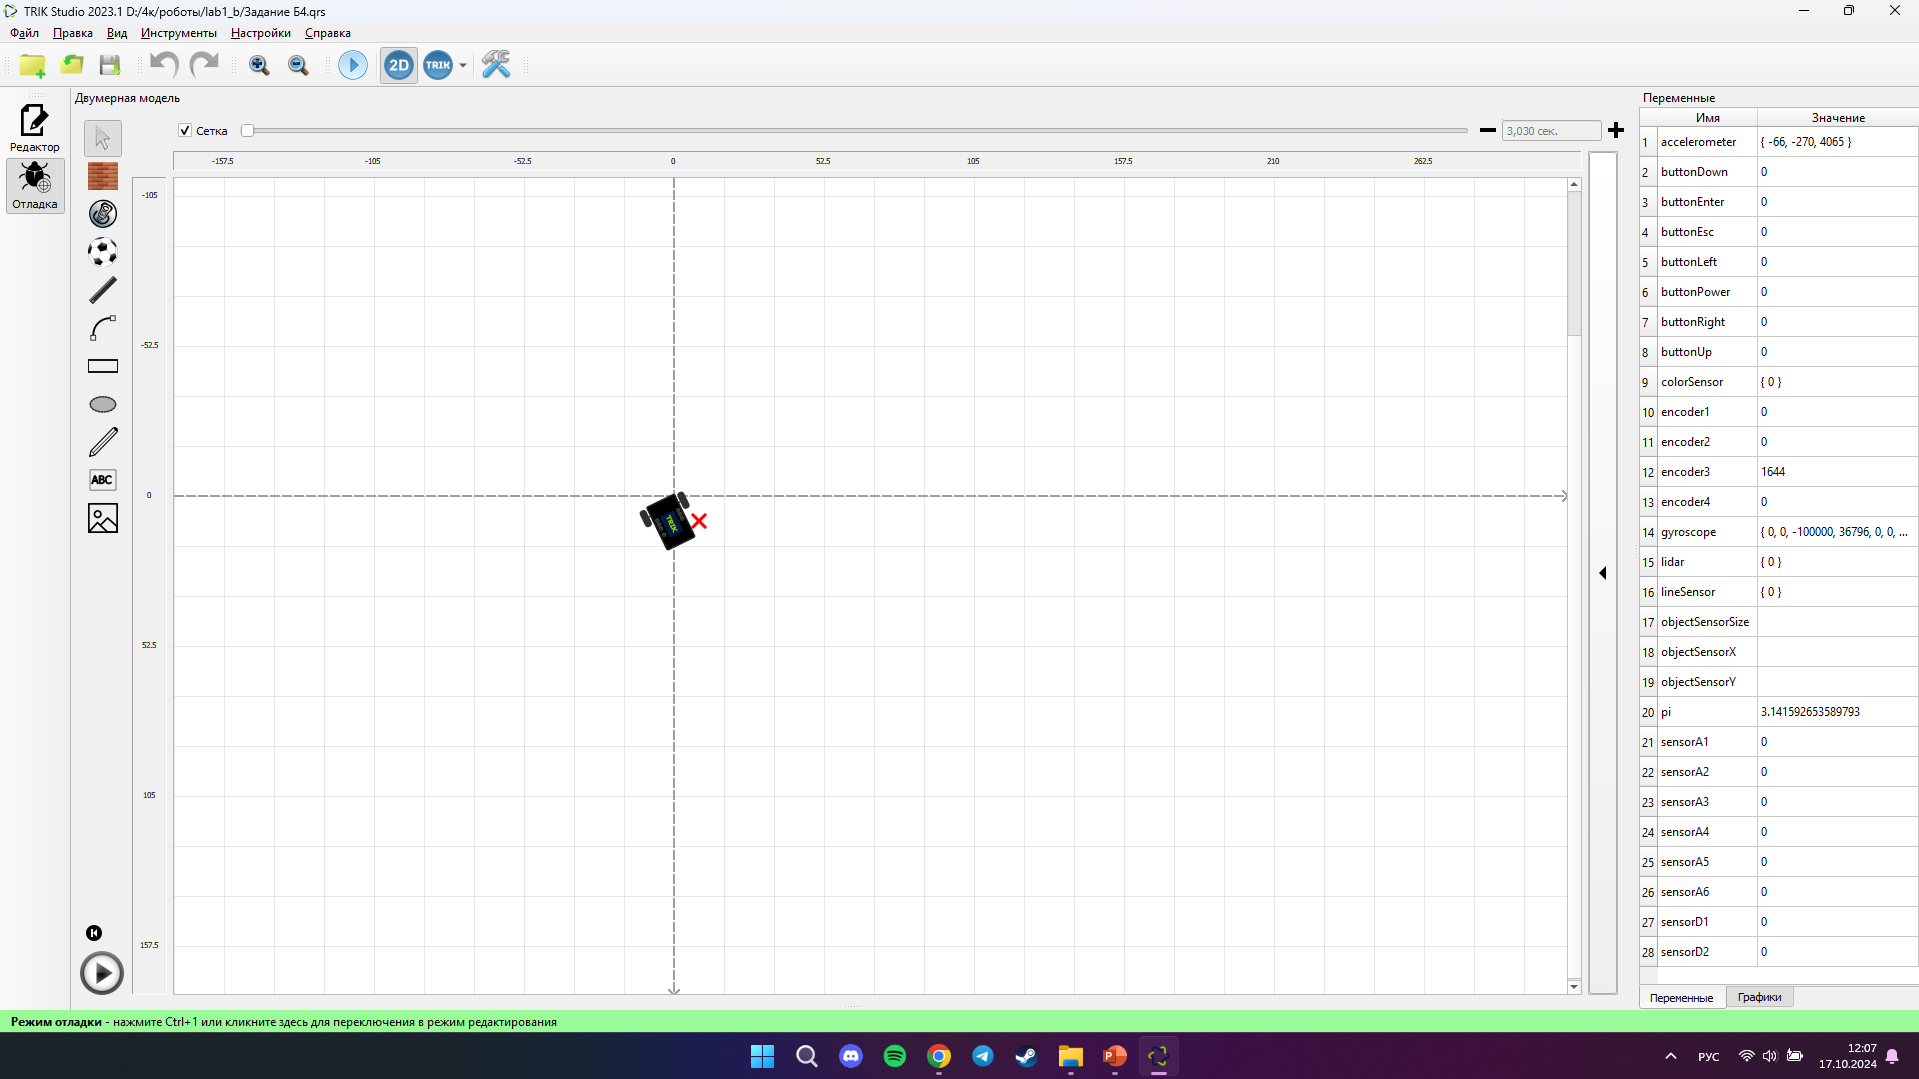 TRIK Studio 2023.1 D:/4к/роботы/lab1_b/Задание Б4.qrs
Файл Правка Вид Инструменты Настройки Справка
2D TRIK
Двумерная модель
Переменные
Редактор
Отладка
Сетка
3,030 сек.
-157.5 -105 -52.5 0 52.5 105 157.5 210 262.5
-105
-52.5
0
52.5
105
157.5
ABC
TRIK
Имя Значение
1 accelerometer { -66, -270, 4065 }
2 buttonDown 0
3 buttonEnter 0
4 buttonEsc 0
5 buttonLeft 0
6 buttonPower 0
7 buttonRight 0
8 buttonUp 0
9 colorSensor { 0 }
10 encoder1 0
11 encoder2 0
12 encoder3 1644
13 encoder4 0
14 gyroscope { 0, 0, -100000, 36796, 0, 0, ...
15 lidar { 0 }
16 lineSensor { 0 }
17 objectSensorSize
18 objectSensorX
19 objectSensorY
20 pi 3.141592653589793
21 sensorA1 0
22 sensorA2 0
23 sensorA3 0
24 sensorA4 0
25 sensorA5 0
26 sensorA6 0
27 sensorD1 0
28 sensorD2 0
Переменные Графики
Режим отладки - нажмите Ctrl+1 или кликните здесь для переключения в режим редактирования
РУС
12:07
17.10.2024